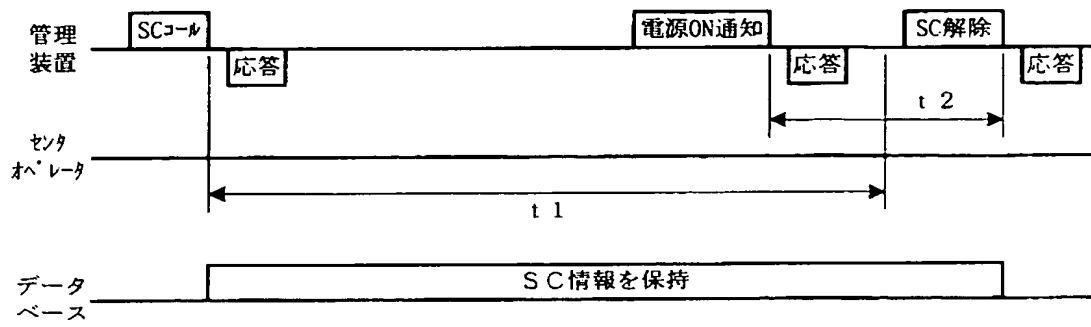 SCｺｰﾙ
電源ON通知
SC解除
管理
装置
応答
応答
応答
t 2
ｾﾝﾀ
ｵﾍﾟﾚｰﾀ
t 1
SC情報を保持
データ
ベース